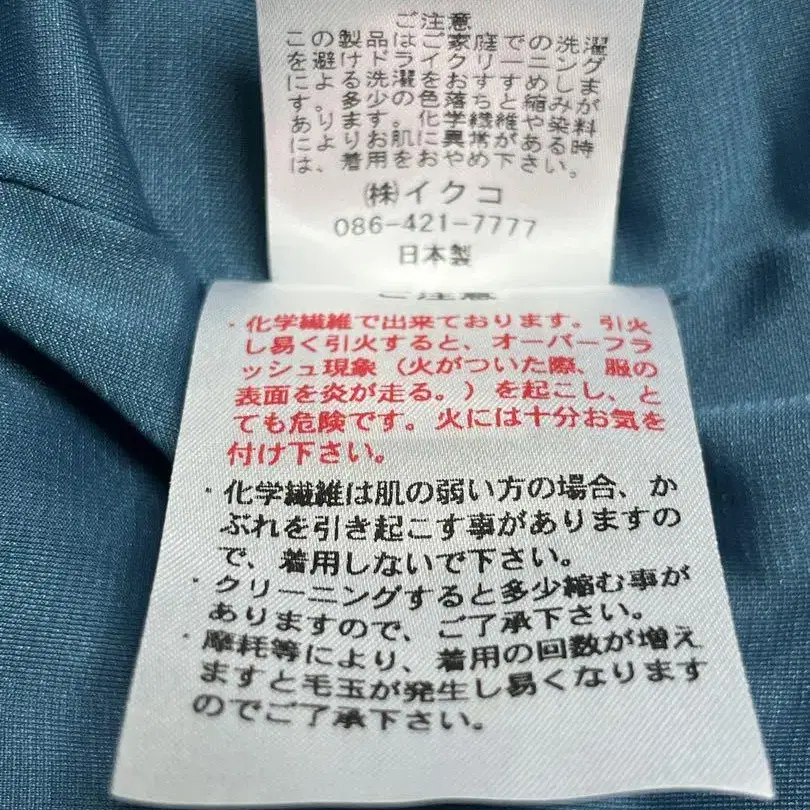 ご注意
この製品はご家庭での洗濯
を避けドライクリーニング
による洗濯をおすすめしま
す。多少の色落ちと縮みが
あります。化学繊維や染料
によりお肌に異常がある時
は、着用をおやめ下さい。
㈱イクコ
086-421-7777
日本製
ご注意
・化学繊維で出来ております。引火
し易く引火すると、オーバーフラ
ッシュ現象（火がついた際、服の
表面を炎が走る。）を起こし、と
ても危険です。火には十分お気を
付け下さい。
・化学繊維は肌の弱い方の場合、か
ぶれを引き起こす事がありますの
で、着用しないで下さい。
・クリーニングすると多少縮む事が
ありますので、ご了承下さい。
・摩耗等により、着用の回数が増え
ますと毛玉が発生し易くなります
のでご了承下さい。